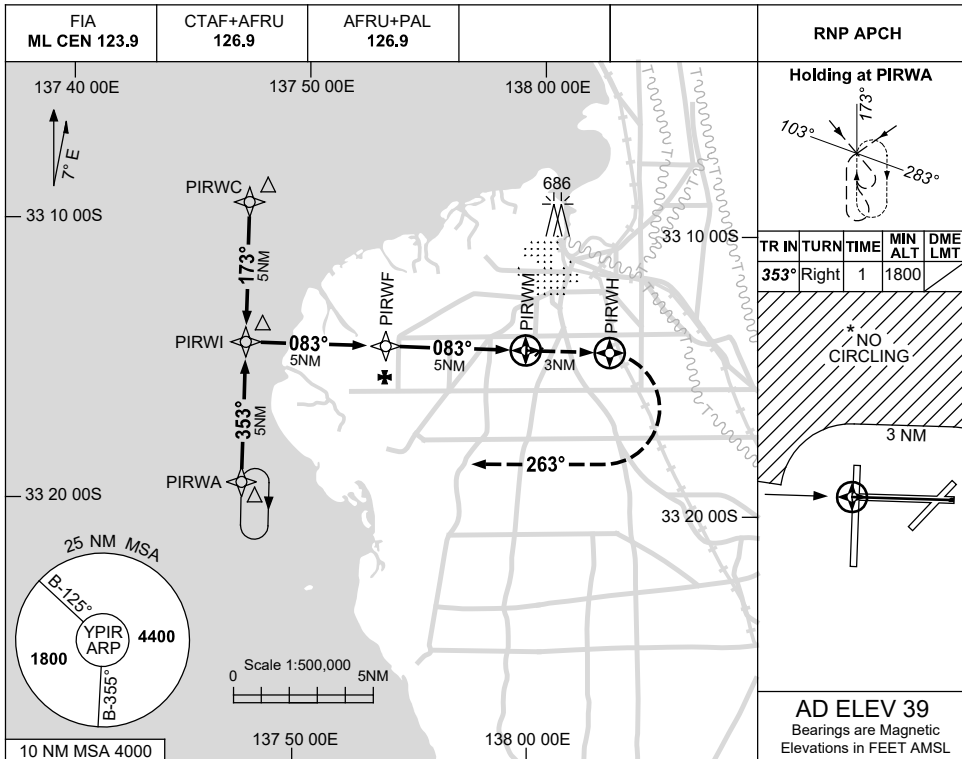 FIA
ML CEN 123.9
CTAF+AFRU
126.9
AFRU+PAL
126.9
RNP APCH
137 40 00E
137 50 00E
138 00 00E
7° E
PIRWC
33 10 00S
173°
5NM
PIRWI
083°
5NM
PIRWF
083°
5NM
PIRWM
3NM
PIRWH
686
33 10 00S
353°
5NM
PIRWA
263°
33 20 00S
33 20 00S
25 NM MSA
B-125°
YPIR
ARP
1800
4400
B-355°
10 NM MSA 4000
Scale 1:500,000
0
5NM
137 50 00E
138 00 00E
Holding at PIRWA
173°
103°
283°
TR IN
TURN
TIME
MIN
ALT
DME
LMT
353°
Right
1
1800
* NO
CIRCLING
3 NM
AD ELEV 39
Bearings are Magnetic
Elevations in FEET AMSL